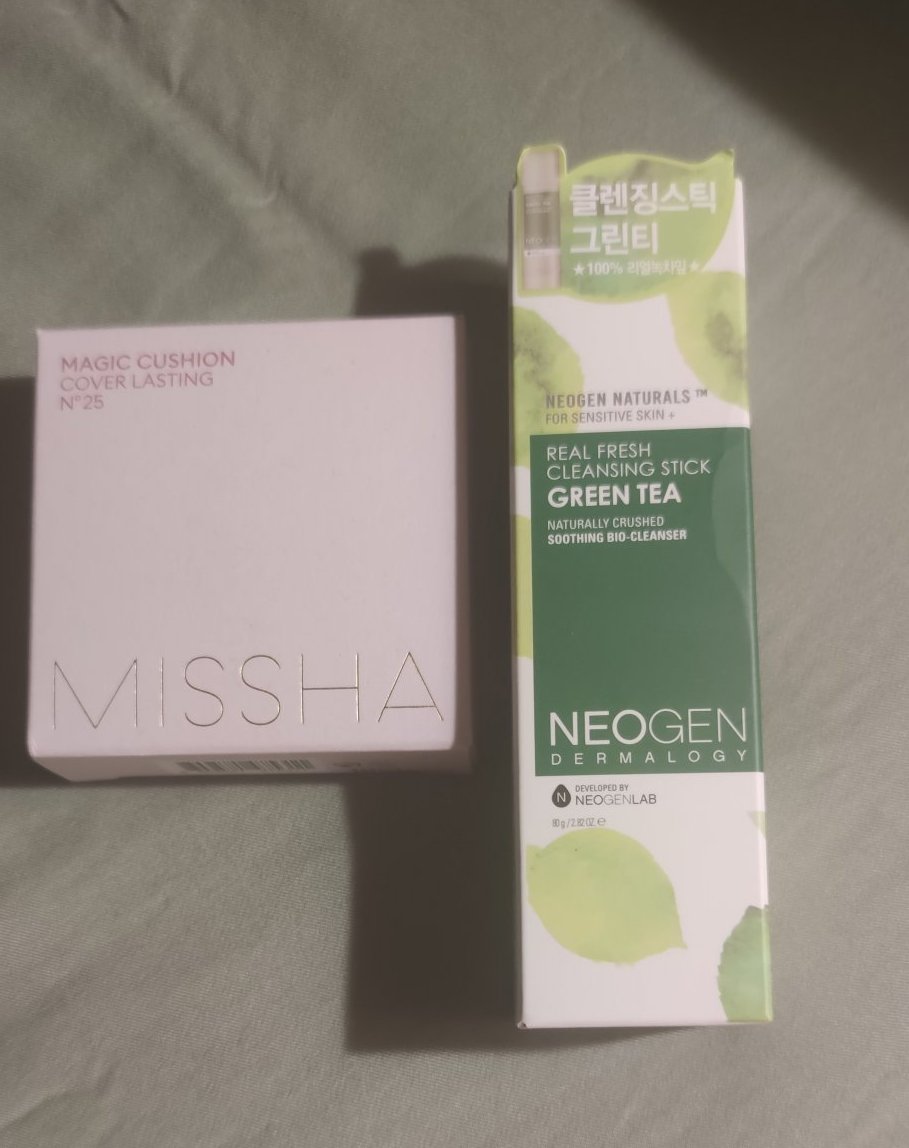 MAGIC CUSHION
COVER LASTING
Nº25
MISSHA
클렌징스틱
그린티
★100% 리얼녹차잎★
NEOGEN NATURALS™
FOR SENSITIVE SKIN +
REAL FRESH
CLEANSING STICK
GREEN TEA
NATURALLY CRUSHED
SOOTHING BIO-CLEANSER
NEOGEN
DERMALOGY
N
DEVELOPED BY
NEOGENLAB
80g / 2.82 OZ. ℮